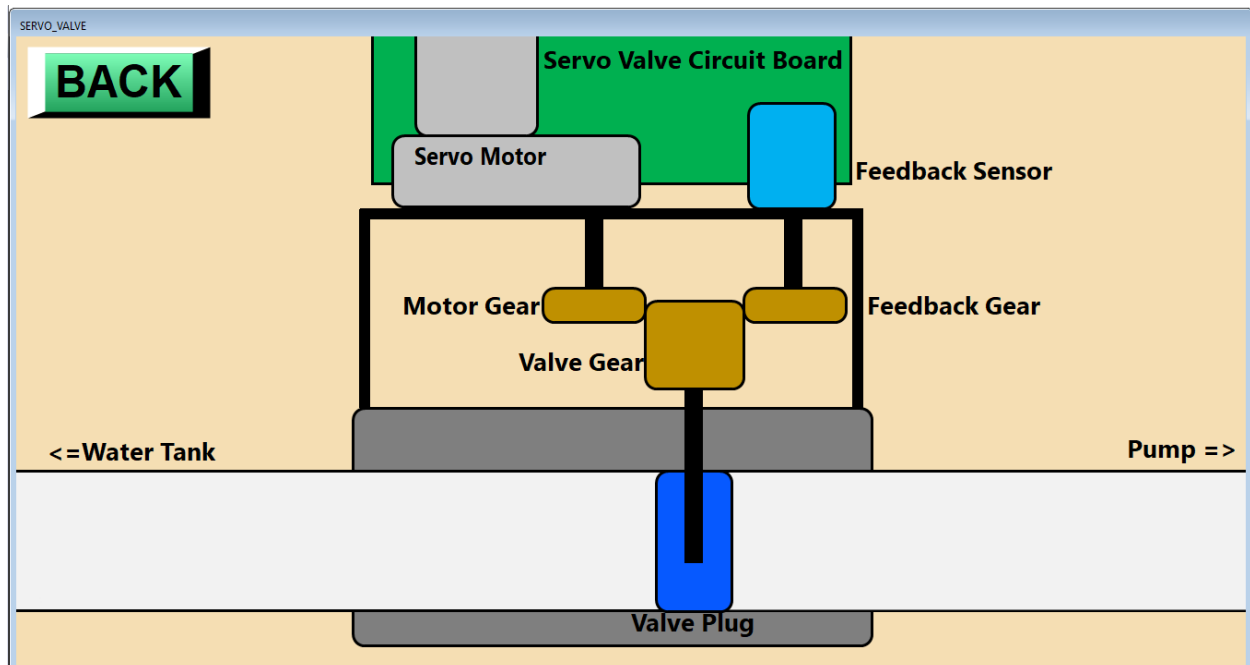 SERVO_VALVE
BACK
Servo Valve Circuit Board
Servo Motor
Feedback Sensor
Motor Gear
Feedback Gear
Valve Gear
<=Water Tank
Pump =>
Valve Plug